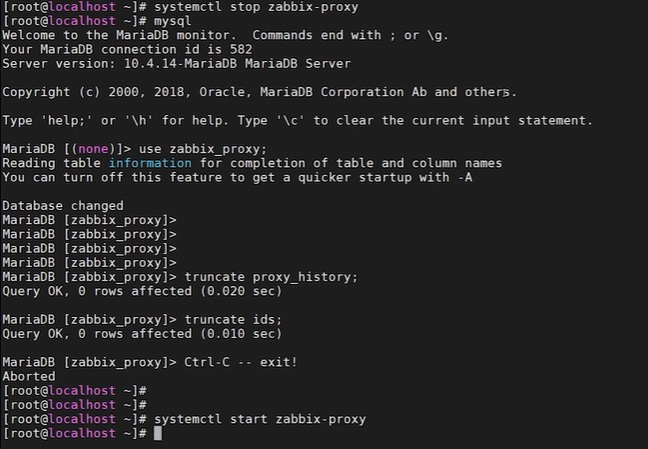 [root@localhost ~]# systemctl stop zabbix-proxy
[root@localhost ~]# mysql
Welcome to the MariaDB monitor.  Commands end with ; or \g.
Your MariaDB connection id is 582
Server version: 10.4.14-MariaDB MariaDB Server
Copyright (c) 2000, 2018, Oracle, MariaDB Corporation Ab and others.
Type 'help;' or '\h' for help. Type '\c' to clear the current input statement.
MariaDB [(none)]> use zabbix_proxy;
Reading table information for completion of table and column names
You can turn off this feature to get a quicker startup with -A
Database changed
MariaDB [zabbix_proxy]>
MariaDB [zabbix_proxy]>
MariaDB [zabbix_proxy]>
MariaDB [zabbix_proxy]>
MariaDB [zabbix_proxy]> truncate proxy_history;
Query OK, 0 rows affected (0.020 sec)
MariaDB [zabbix_proxy]> truncate ids;
Query OK, 0 rows affected (0.010 sec)
MariaDB [zabbix_proxy]> Ctrl-C -- exit!
Aborted
[root@localhost ~]#
[root@localhost ~]#
[root@localhost ~]# systemctl start zabbix-proxy
[root@localhost ~]#